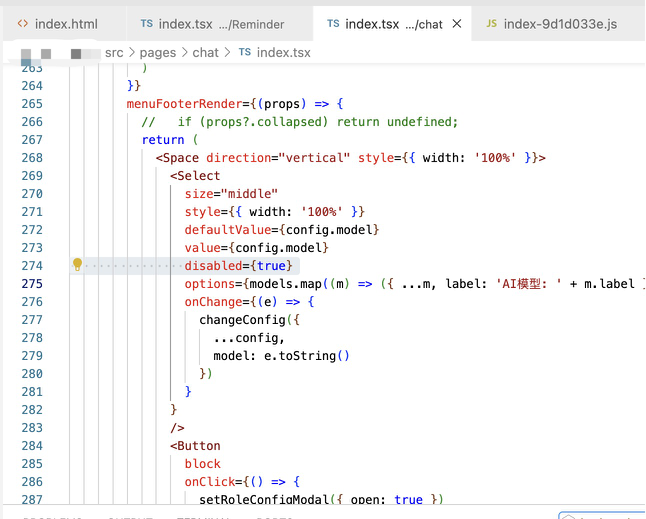 index.html
TS index.tsx .../Reminder
TS index.tsx .../chat ×
JS index-9d1d033e.js
src > pages > chat > TS index.tsx
263 )
264 }}
265 menuFooterRender={(props) => {
266 //   if (props?.collapsed) return undefined;
267 return (
268 <Space direction="vertical" style={{ width: '100%' }}>
269 <Select
270 size="middle"
271 style={{ width: '100%' }}
272 defaultValue={config.model}
273 value={config.model}
274 disabled={true}
275 options={models.map((m) => ({ ...m, label: 'AI模型: ' + m.label }
276 onChange={(e) => {
277 changeConfig({
278 ...config,
279 model: e.toString()
280 })
281 }
282 }
283 />
284 <Button
285 block
286 onClick={() => {
287 setRoleConfigModal({ open: true })